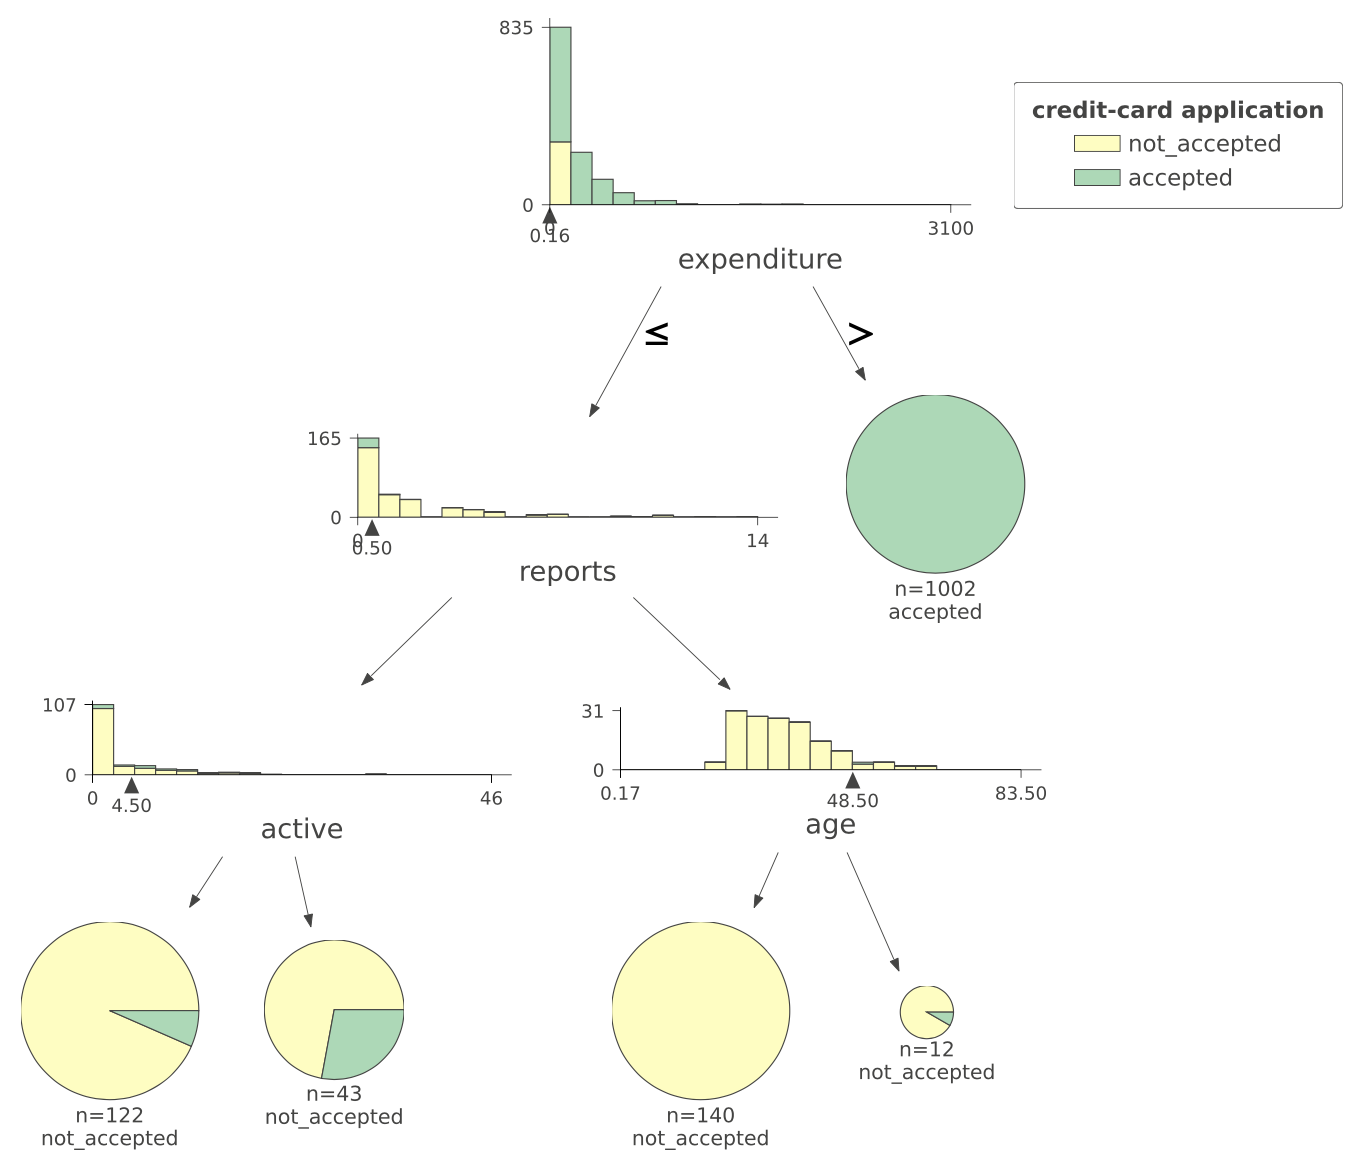 835
0
0
0.16
3100
expenditure
credit-card application
not_accepted
accepted
≤
>
165
0
0
0.50
14
reports
n=1002
accepted
107
0
0
4.50
46
active
31
0
0.17
48.50
83.50
age
n=122
not_accepted
n=43
not_accepted
n=140
not_accepted
n=12
not_accepted